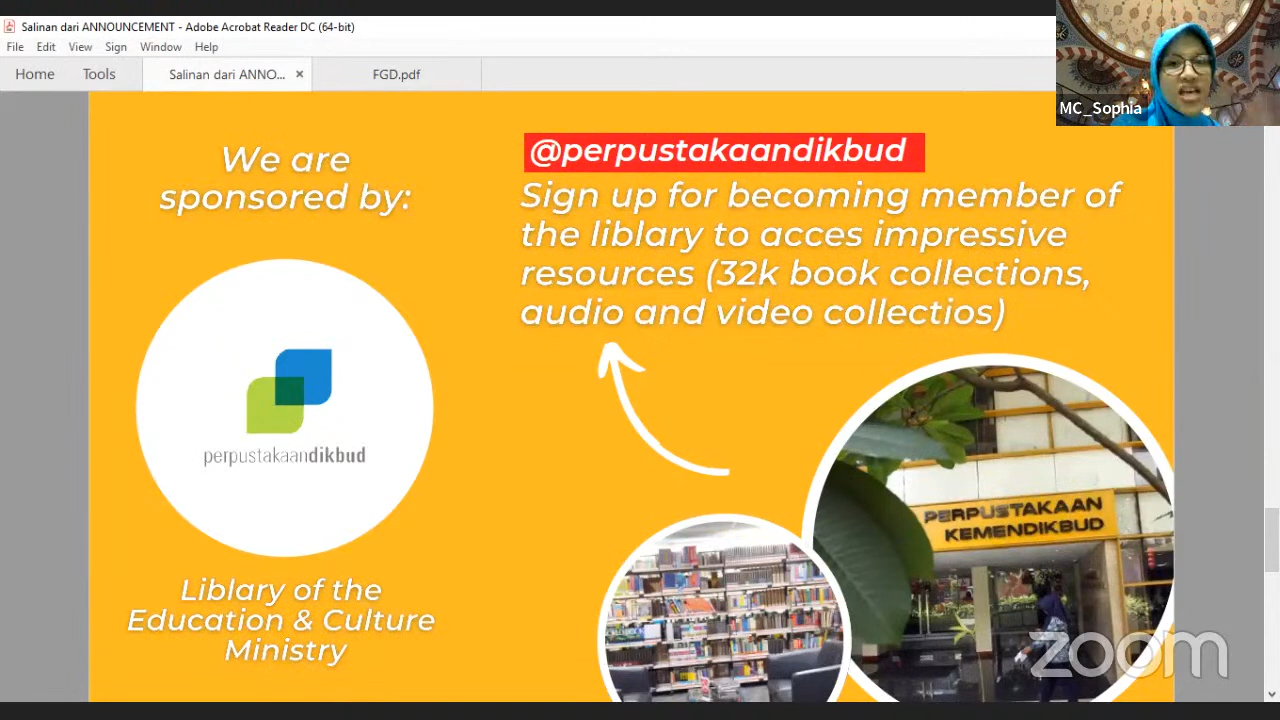 Salinan dari ANNOUNCEMENT - Adobe Acrobat Reader DC (64-bit)
File Edit View Sign Window Help
Home Tools Salinan dari ANNO... × FGD.pdf
MC_Sophia
We are
sponsored by:
perpustakaandikbud
Liblary of the
Education & Culture
Ministry
@perpustakaandikbud
Sign up for becoming member of
the liblary to acces impressive
resources (32k book collections,
audio and video collectios)
PERPUSTAKAAN
KEMENDIKBUD
zoom